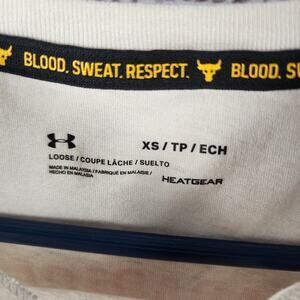 BLOOD. SWEAT. RESPECT. BLOOD. SU
XS / TP / ECH
LOOSE / COUPE LÂCHE / SUELTO
MADE IN MALAYSIA / FABRIQUÉ EN MALAISIE /
HECHO EN MALASIA
HEATGEAR